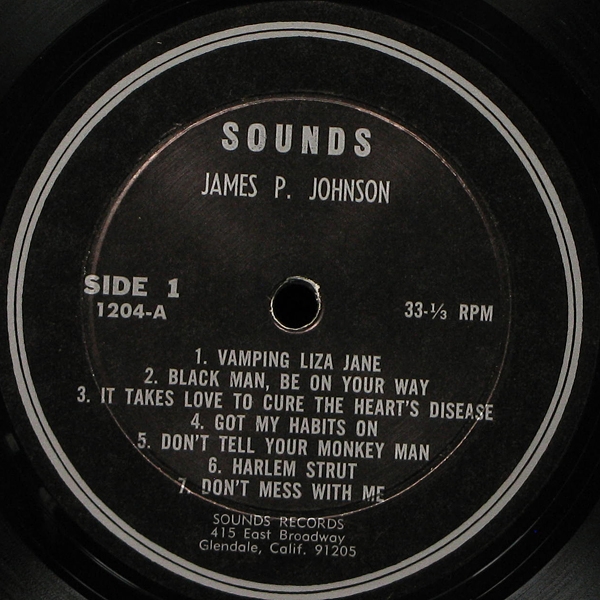 SOUNDS
JAMES P. JOHNSON
SIDE 1
1204-A
33-⅓ RPM
1. VAMPING LIZA JANE
2. BLACK MAN, BE ON YOUR WAY
3. IT TAKES LOVE TO CURE THE HEART'S DISEASE
4. GOT MY HABITS ON
5. DON'T TELL YOUR MONKEY MAN
6. HARLEM STRUT
7. DON'T MESS WITH ME
SOUNDS RECORDS
415 East Broadway
Glendale, Calif. 91205